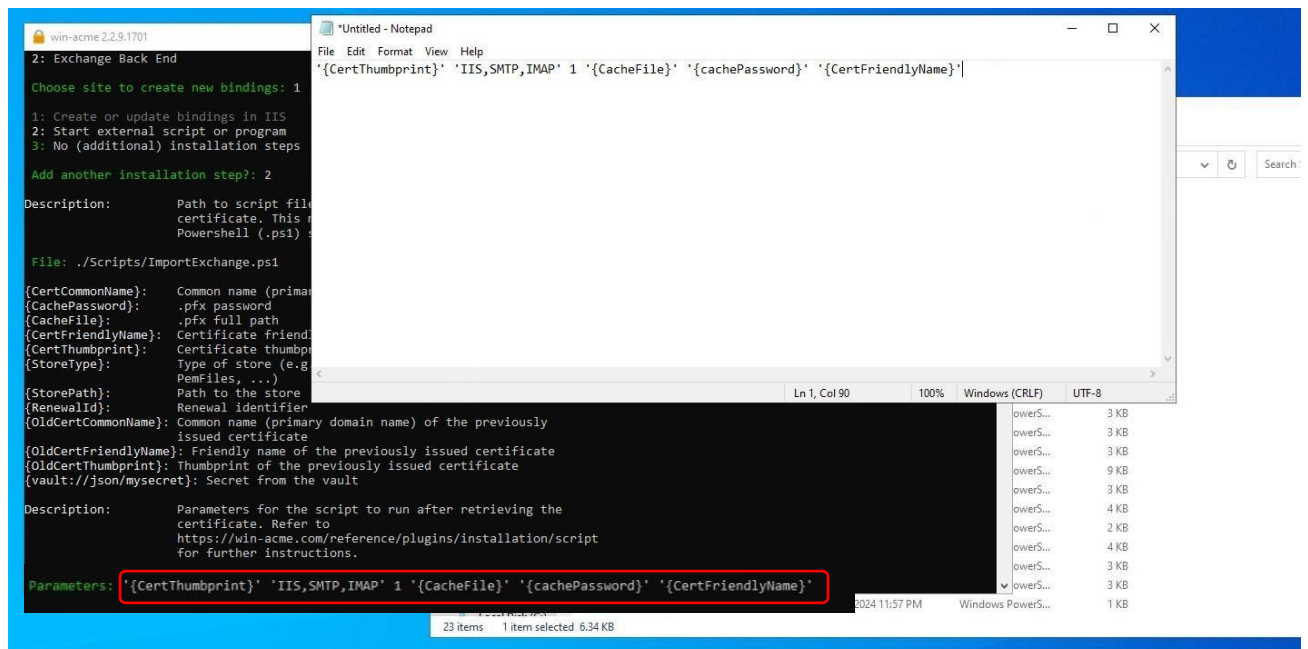 win-acme 2.2.9.1701
2: Exchange Back End
Choose site to create new bindings: 1
1: Create or update bindings in IIS
2: Start external script or program
3: No (additional) installation steps
Add another installation step?: 2
Description: Path to script file
certificate. This
Powershell (.ps1)
File: ./Scripts/ImportExchange.ps1
{CertCommonName}: Common name (primar
{CachePassword}: .pfx password
{CacheFile}: .pfx full path
{CertFriendlyName}: Certificate friend
{CertThumbprint}: Certificate thumbp
{StoreType}: Type of store (e.g
PemFiles, ...)
{StorePath}: Path to the store
{RenewalId}: Renewal identifier
{OldCertCommonName}: Common name (primary domain name) of the previously
issued certificate
{OldCertFriendlyName}: Friendly name of the previously issued certificate
{OldCertThumbprint}: Thumbprint of the previously issued certificate
{vault://json/mysecret}: Secret from the vault
Description: Parameters for the script to run after retrieving the
certificate. Refer to
https://win-acme.com/reference/plugins/installation/script
for further instructions.
Parameters: '{CertThumbprint}' 'IIS,SMTP,IMAP' 1 '{CacheFile}' '{cachePassword}' '{CertFriendlyName}'
*Untitled - Notepad
File Edit Format View Help
'{CertThumbprint}' 'IIS,SMTP,IMAP' 1 '{CacheFile}' '{cachePassword}' '{CertFriendlyName}'
Ln 1, Col 90 100% Windows (CRLF) UTF-8
Search
owerS... 3 KB
owerS... 3 KB
owerS... 3 KB
owerS... 9 KB
owerS... 3 KB
owerS... 4 KB
owerS... 2 KB
owerS... 4 KB
owerS... 3 KB
owerS... 3 KB
2024 11:57 PM Windows PowerS... 1 KB
23 items 1 item selected 6.34 KB